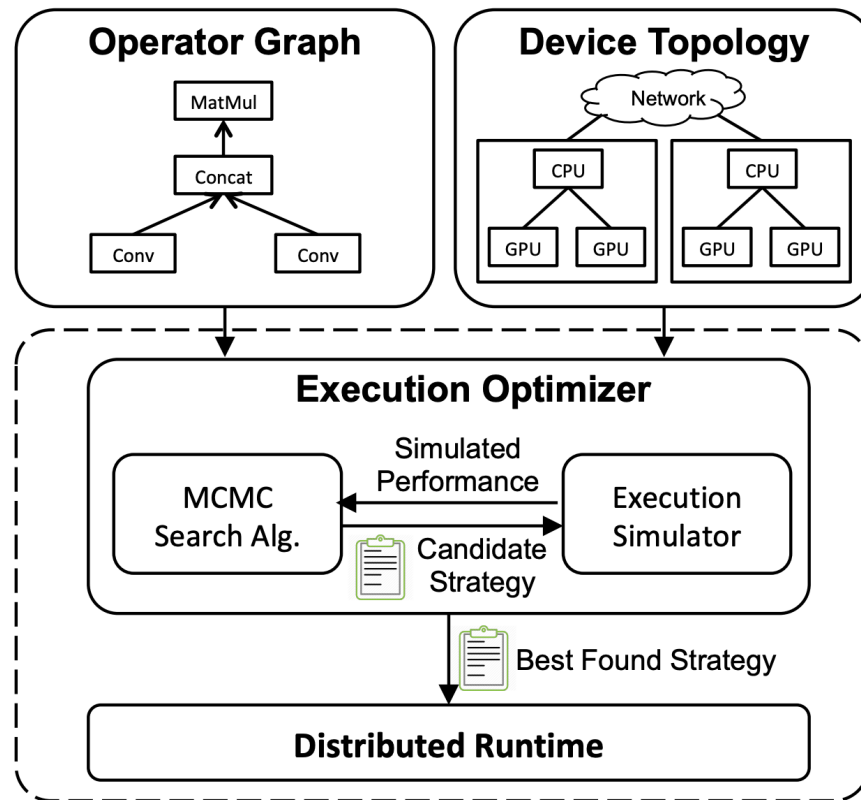 Operator Graph
MatMul
Concat
Conv
Conv
Device Topology
Network
CPU
CPU
GPU
GPU
GPU
GPU
Execution Optimizer
MCMC
Search Alg.
Simulated
Performance
Candidate
Strategy
Execution
Simulator
Best Found Strategy
Distributed Runtime